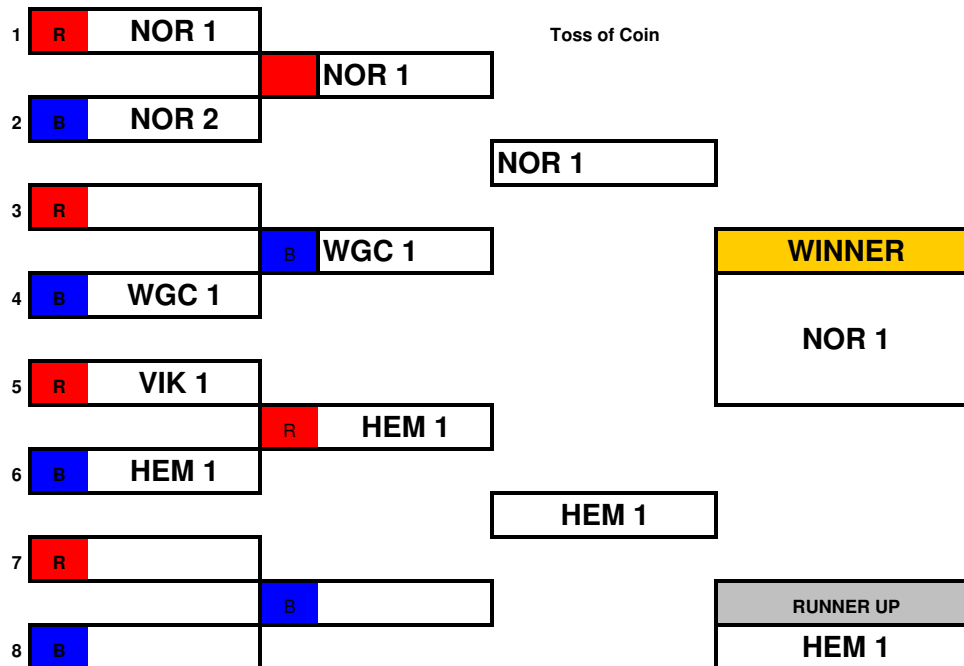 1 R NOR 1 Toss of Coin
NOR 1
2 B NOR 2
NOR 1
3 R
B WGC 1 WINNER
4 B WGC 1
NOR 1
5 R VIK 1
R HEM 1
6 B HEM 1
HEM 1
7 R
B RUNNER UP
8 B HEM 1